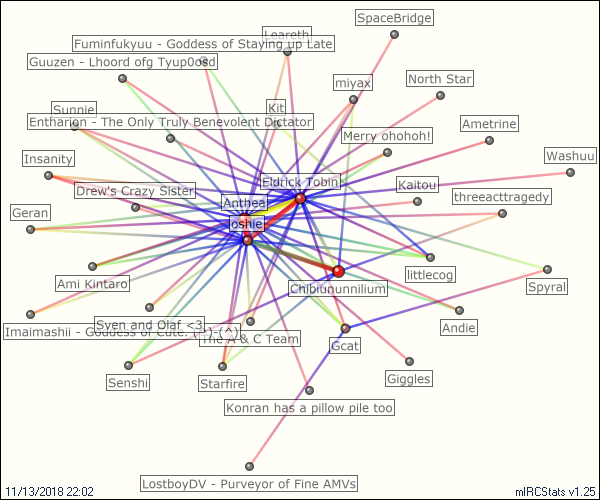 SpaceBridge
Leareth
Fuminfukyuu - Goddess of Staying up Late
Guuzen - Lhoord ofg Tyup0osd
miyax
North Star
Sunnie
Kit
Entharion - The Only Truly Benevolent Dictator
Ametrine
Merry ohohoh!
Insanity
Washuu
Eldrick Tobin
Kaitou
Drew's Crazy Sister
threeacttragedy
Anthea
Geran
oshie
littlecog
Ami Kintaro
Spyral
Chibiununnilium
Sven and Olaf <3
Andie
Imaimashii - Goddess of Cute.
The A & C Team
Gcat
Giggles
Senshi
Starfire
Konran has a pillow pile too
LostboyDV - Purveyor of Fine AMVs
11/13/2018 22:02
mIRCStats v1.25